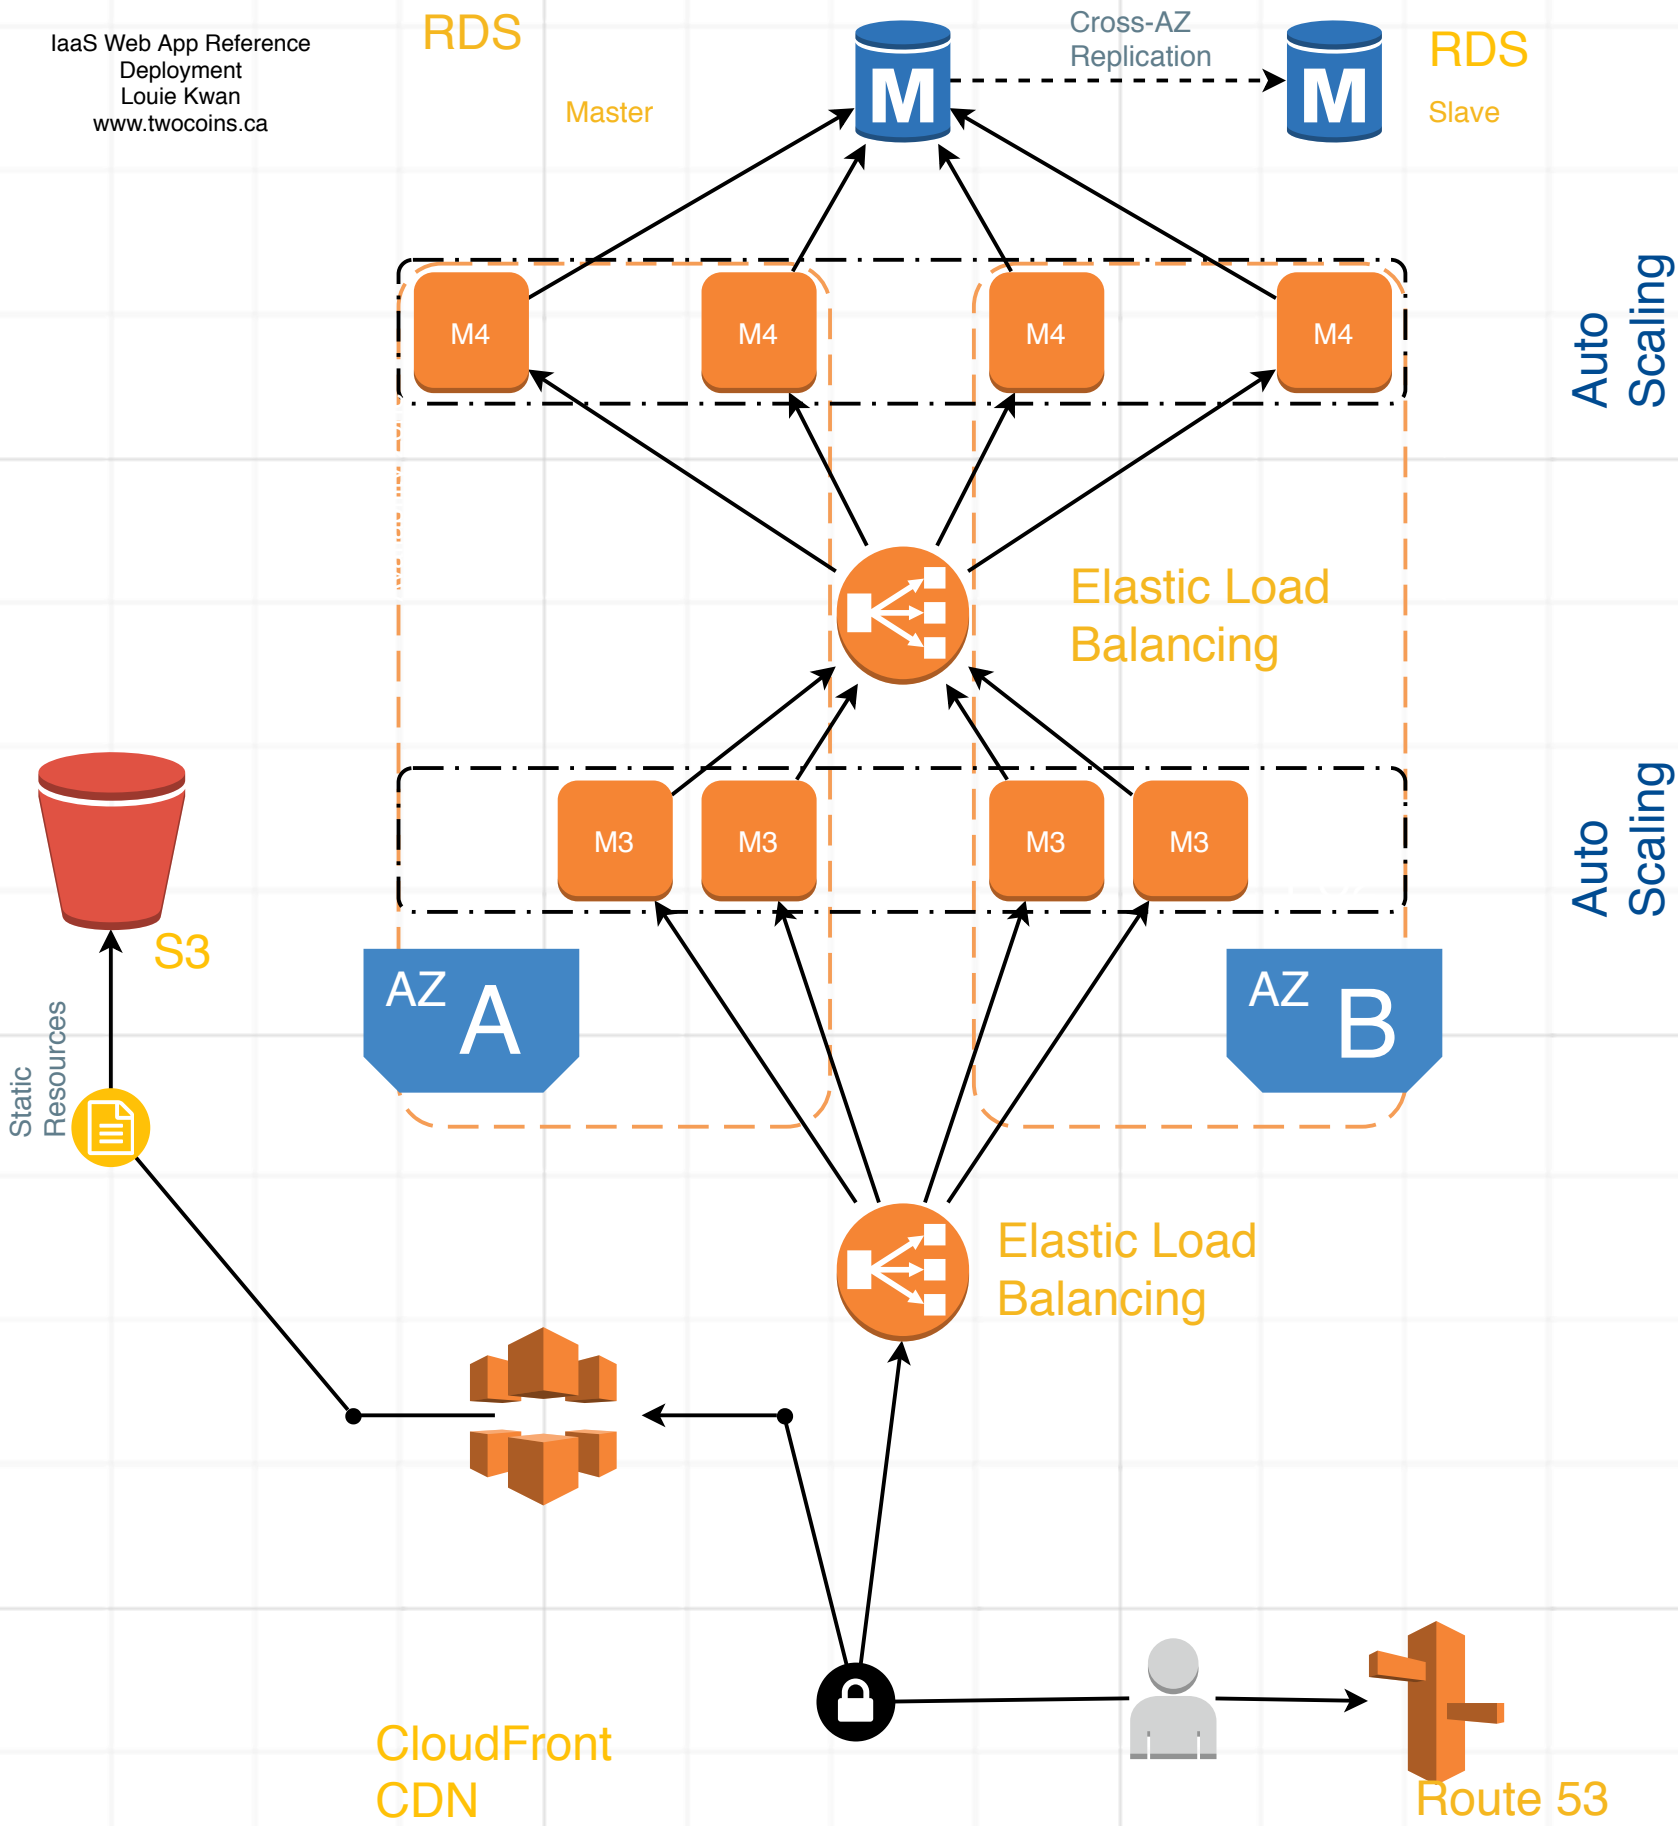 IaaS Web App Reference
Deployment
Louie Kwan
www.twocoins.ca
RDS
Master
M
Cross-AZ
Replication
M
RDS
Slave
M4
M4
M4
M4
Auto
Scaling
Elastic Load
Balancing
M3
M3
M3
M3
Auto
Scaling
S3
Static
Resources
AZ A
AZ B
Elastic Load
Balancing
CloudFront
CDN
Route 53